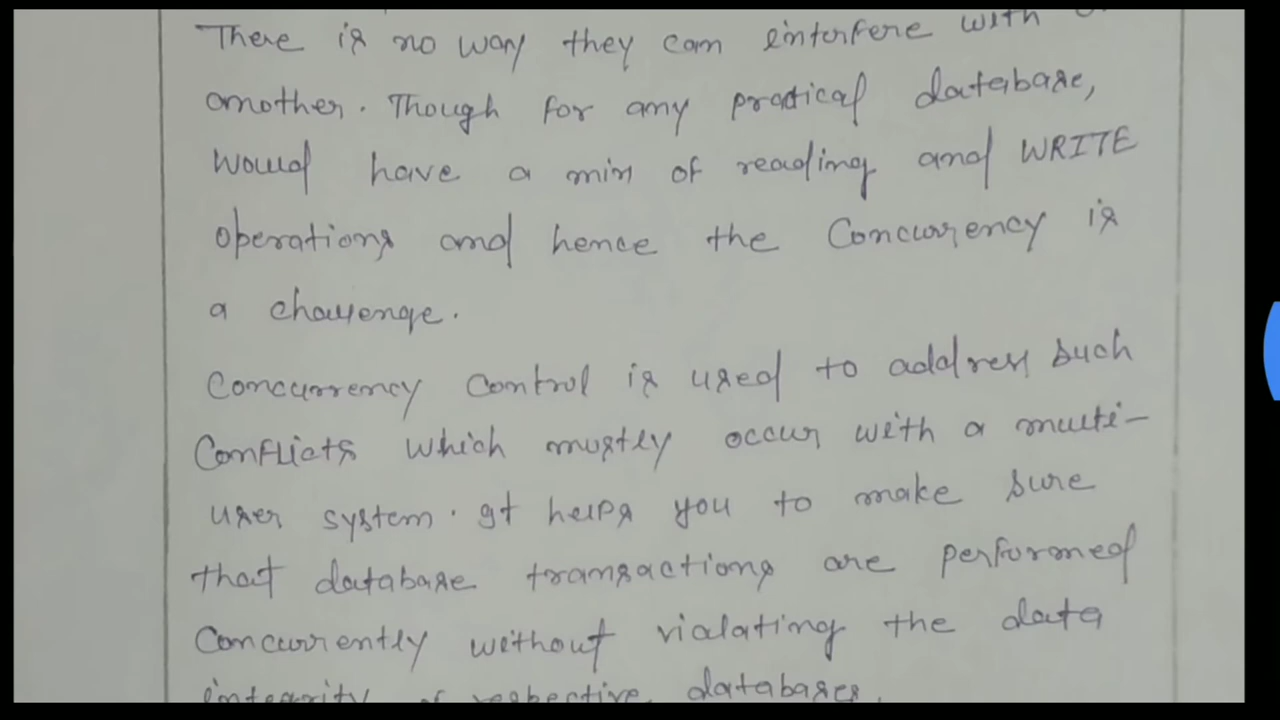 There is no way they can interfere with
another. Though for any practical database,
would have a mix of reading and WRITE
operations and hence the Concurrency is
a challenge.
Concurrency Control is used to address such
Conflicts which mostly occur with a multi-
user system. It helps you to make sure
that database transactions are performed
Concurrently without violating the data
integrity of respective databases.